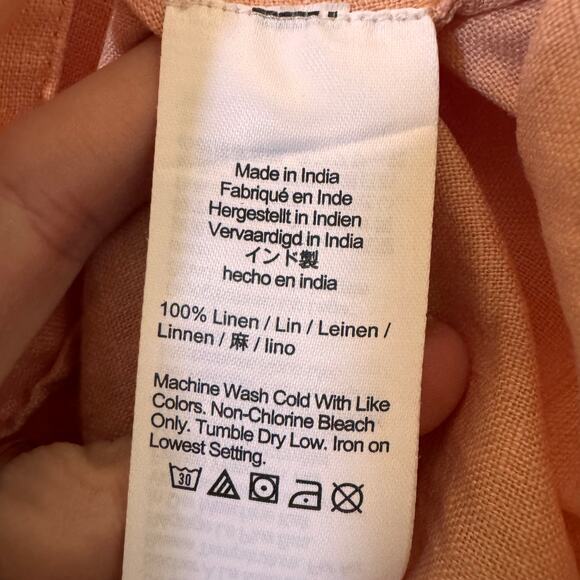 Made in India
Fabriqué en Inde
Hergestellt in Indien
Vervaardigd in India
インド製
hecho en india
100% Linen / Lin / Leinen /
Linnen / 麻 / lino
Machine Wash Cold With Like
Colors. Non-Chlorine Bleach
Only. Tumble Dry Low. Iron on
Lowest Setting.
30